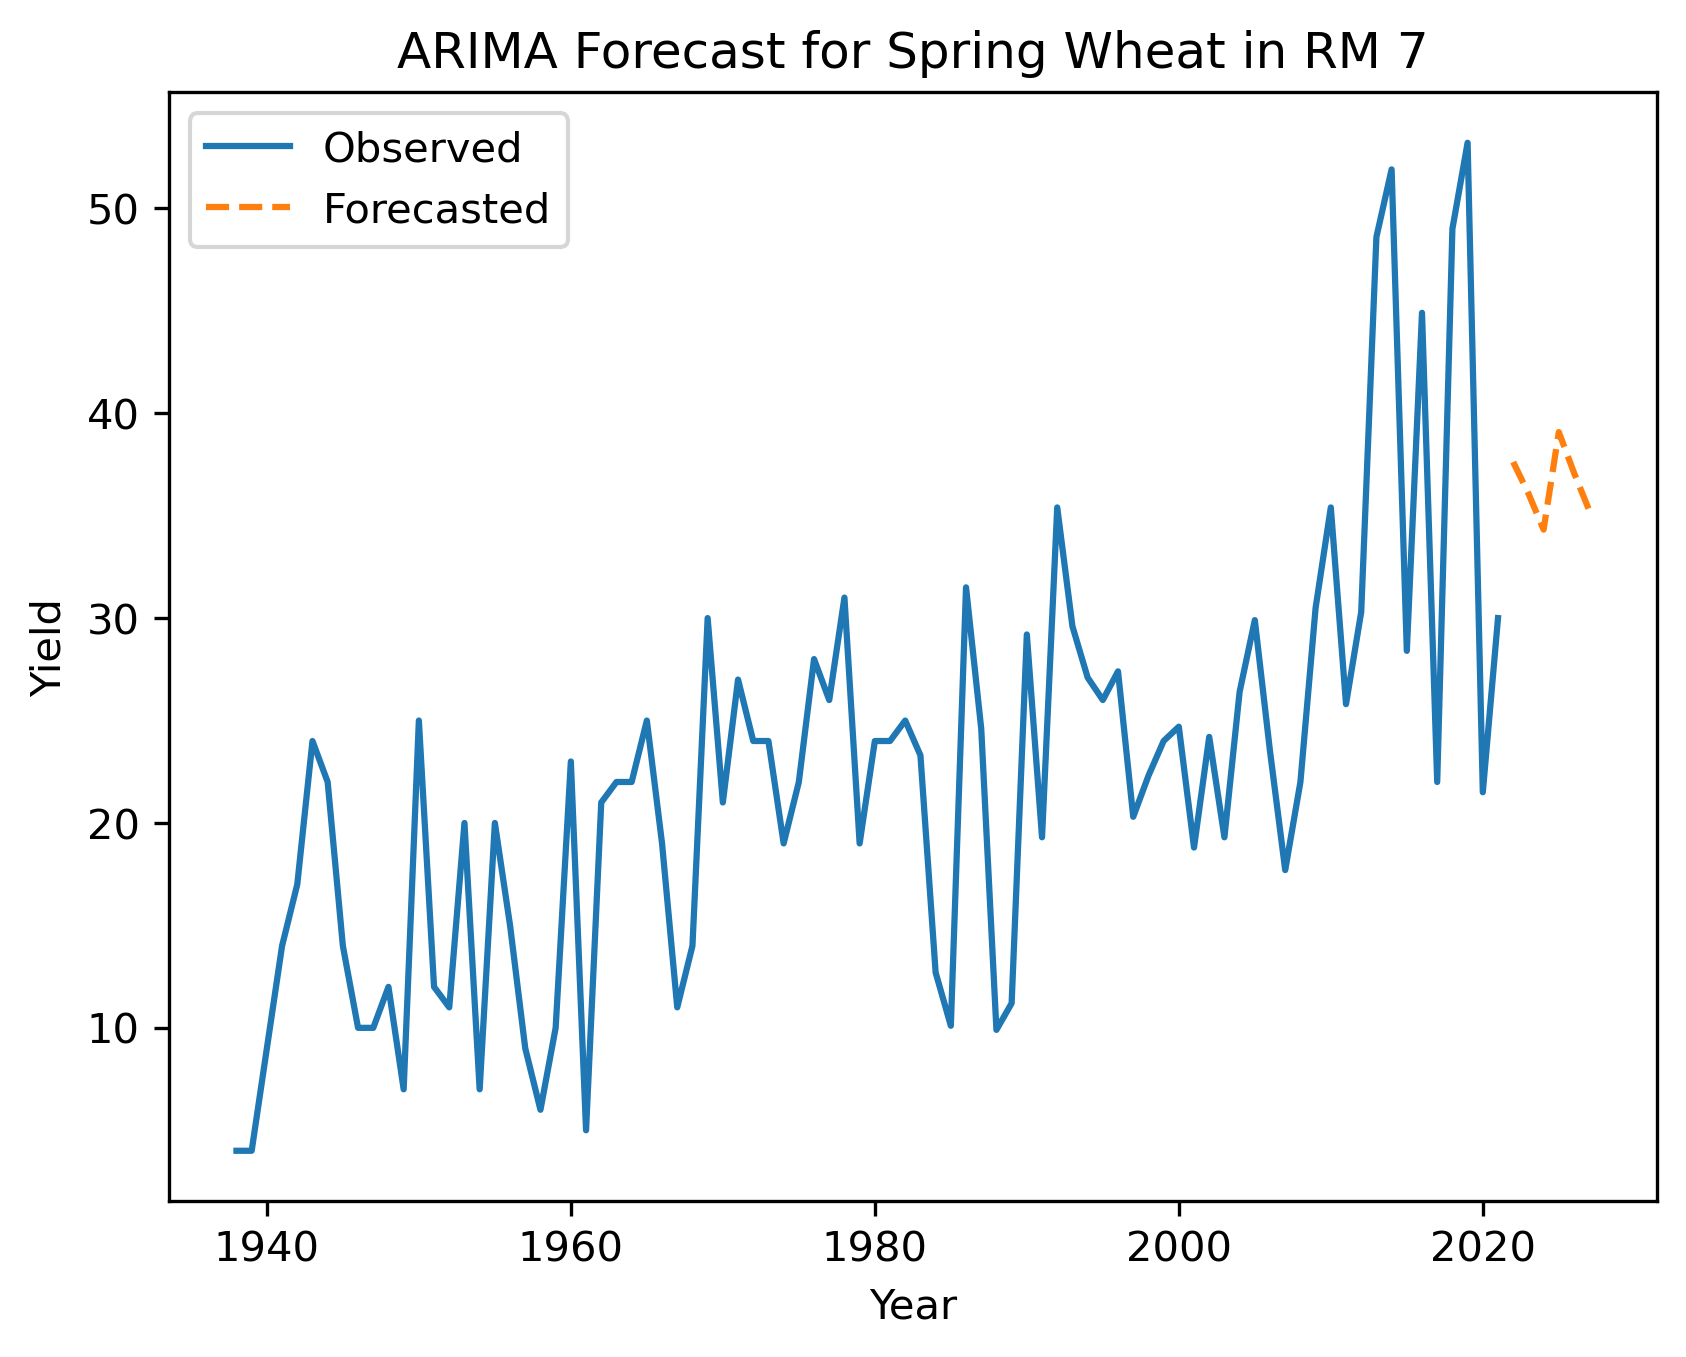 ARIMA Forecast for Spring Wheat in RM 7
Observed
Forecasted
50
40
30
20
10
Yield
1940 1960 1980 2000 2020
Year